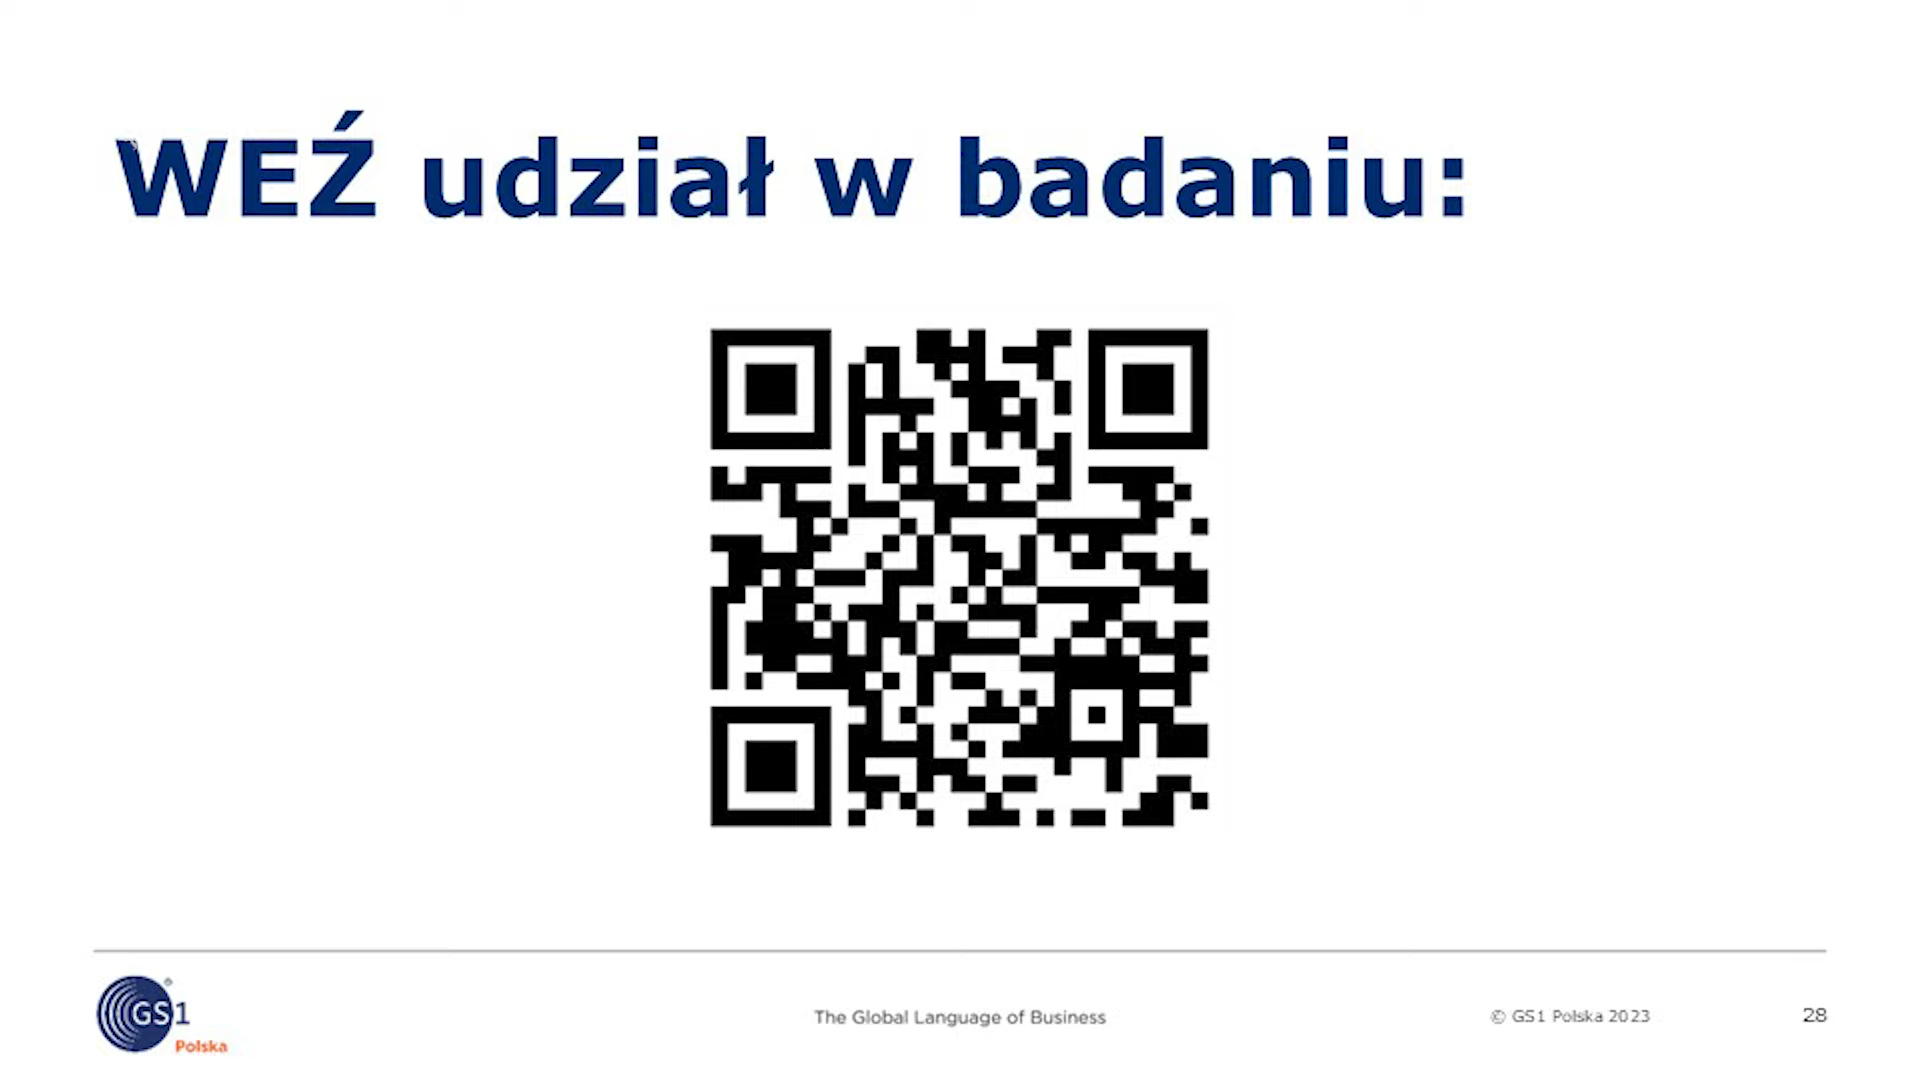 WEŹ udział w badaniu:
GS1
Polska
The Global Language of Business
© GS1 Polska 2023
28